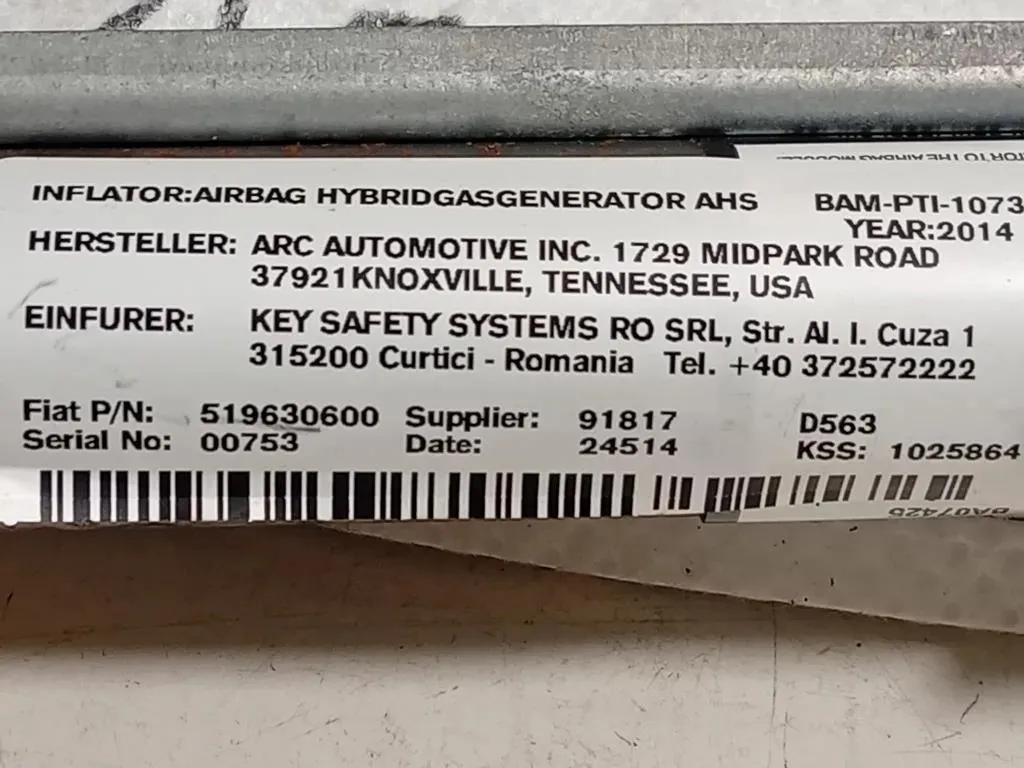 INFLATOR:AIRBAG HYBRIDGASGENERATOR AHS BAM-PTI-1073
YEAR:2014
HERSTELLER: ARC AUTOMOTIVE INC. 1729 MIDPARK ROAD
37921 KNOXVILLE, TENNESSEE, USA
EINFURER: KEY SAFETY SYSTEMS RO SRL, Str. Al. I. Cuza 1
315200 Curtici - Romania Tel. +40 372572222
Fiat P/N: 519630600 Supplier: 91817 D563
Serial No: 00753 Date: 24514 KSS: 1025864